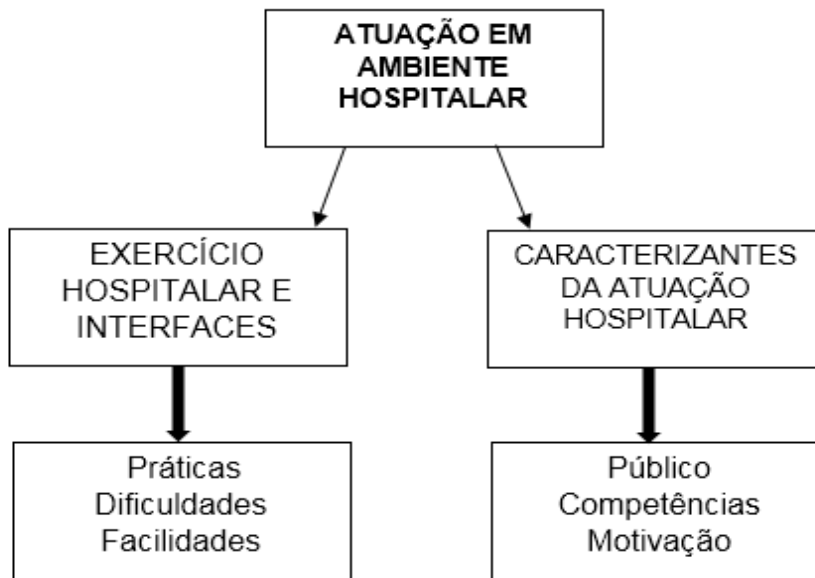 ATUAÇÃO EM
AMBIENTE
HOSPITALAR
EXERCÍCIO
HOSPITALAR E
INTERFACES
CARACTERIZANTES
DA ATUAÇÃO
HOSPITALAR
Práticas
Dificuldades
Facilidades
Público
Competências
Motivação